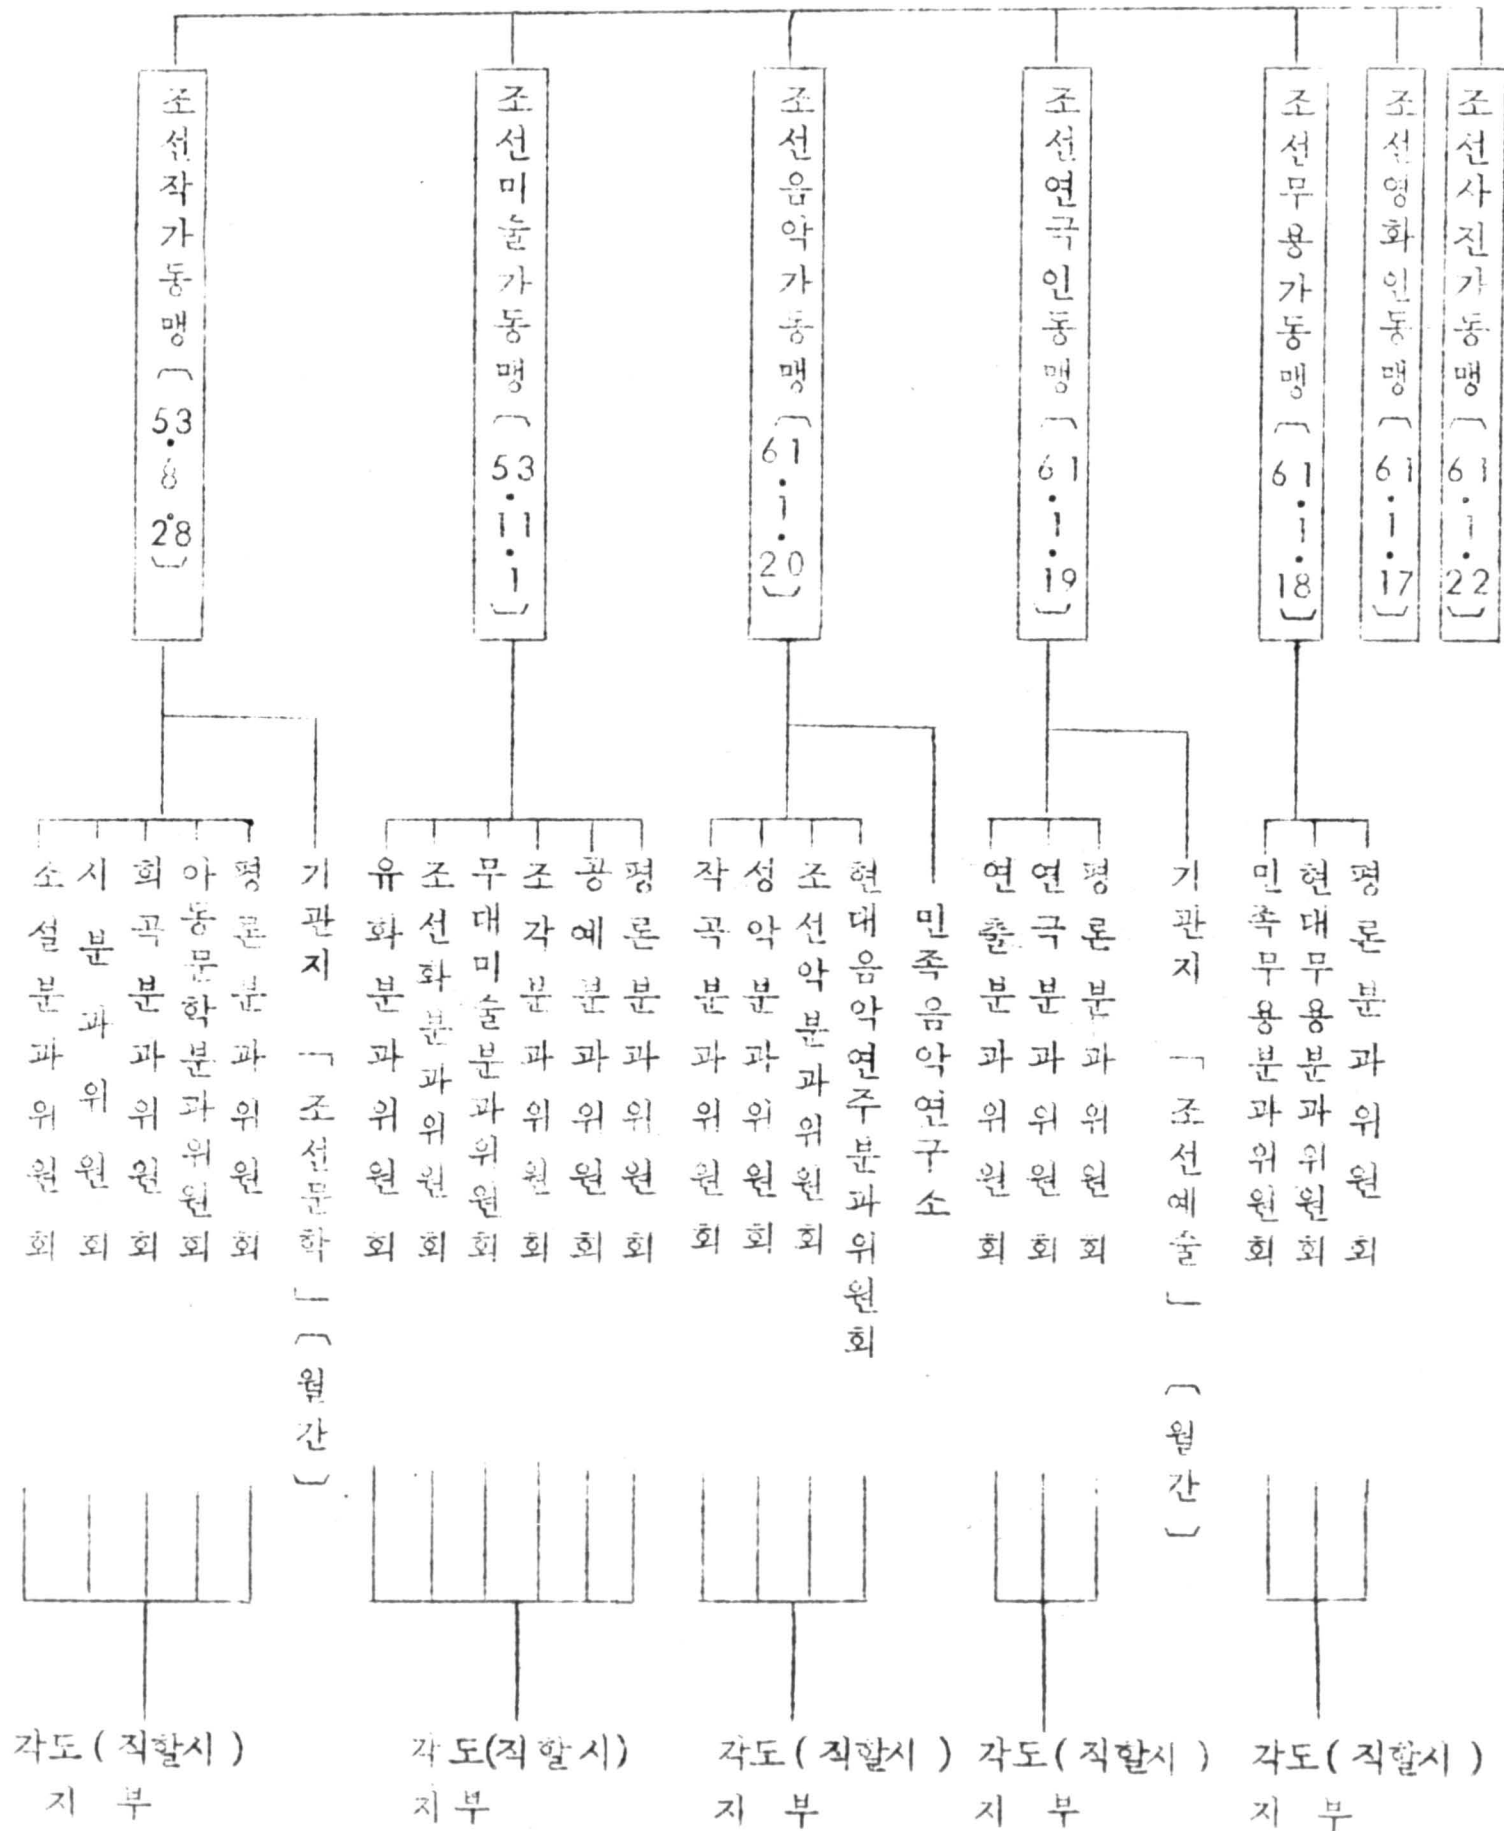 조선작가동맹 (53.8.28)
조선미술가동맹 (53.11.1)
조선음악가동맹 (61.1.20)
조선연극인동맹 (61.1.19)
조선무용가동맹 (61.1.18)
조선영화인동맹 (61.1.17)
조선사진가동맹 (61.1.22)
소설분과위원회
시분과위원회
희곡분과위원회
아동문학분과위원회
평론분과위원회
기관지 「조선문학」 (월간)
유화분과위원회
조선화분과위원회
무대미술분과위원회
조각분과위원회
공예분과위원회
평론분과위원회
작곡분과위원회
성악분과위원회
조선악분과위원회
현대음악연주분과위원회
민족음악연구소
연출분과위원회
연극분과위원회
평론분과위원회
기관지 「조선예술」 (월간)
민족무용분과위원회
현대무용분과위원회
평론분과위원회
각도(직할시)
지부
각도(직할시)
지부
각도(직할시)
지부
각도(직할시)
지부
각도(직할시)
지부